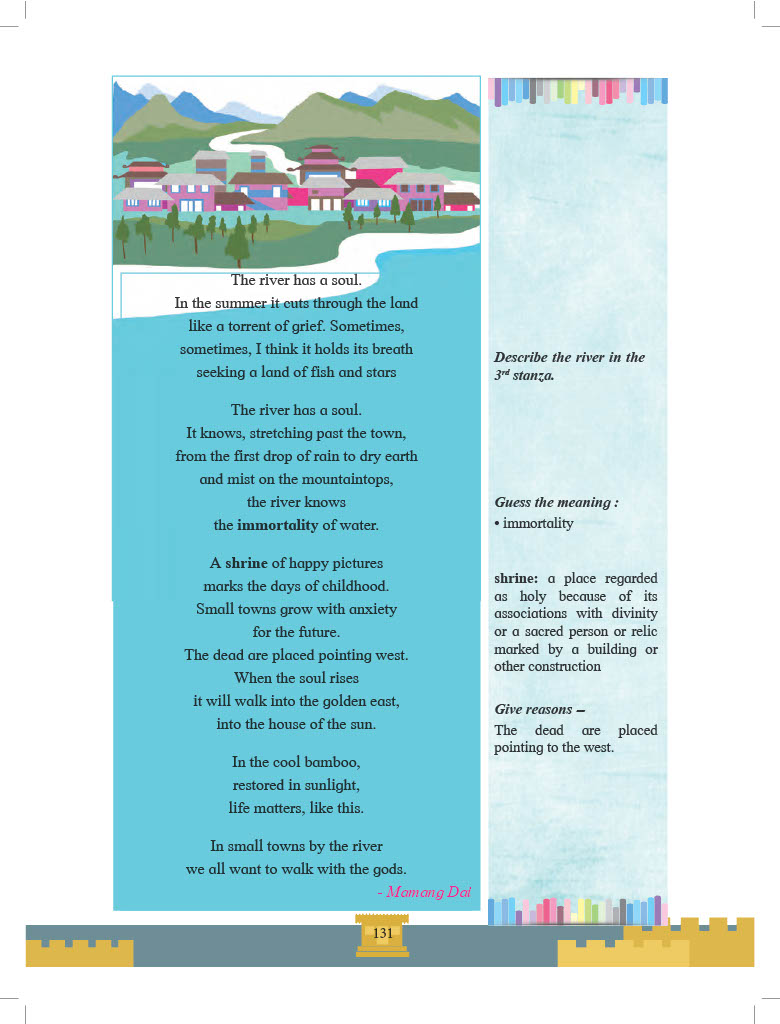 The river has a soul.
In the summer it cuts through the land
like a torrent of grief. Sometimes,
sometimes, I think it holds its breath
seeking a land of fish and stars
The river has a soul.
It knows, stretching past the town,
from the first drop of rain to dry earth
and mist on the mountaintops,
the river knows
the immortality of water.
A shrine of happy pictures
marks the days of childhood.
Small towns grow with anxiety
for the future.
The dead are placed pointing west.
When the soul rises
it will walk into the golden east,
into the house of the sun.
In the cool bamboo,
restored in sunlight,
life matters, like this.
In small towns by the river
we all want to walk with the gods.
- Mamang Dai
Describe the river in the
3rd stanza.
Guess the meaning :
• immortality
shrine: a place regarded
as holy because of its
associations with divinity
or a sacred person or relic
marked by a building or
other construction
Give reasons –
The dead are placed
pointing to the west.
131